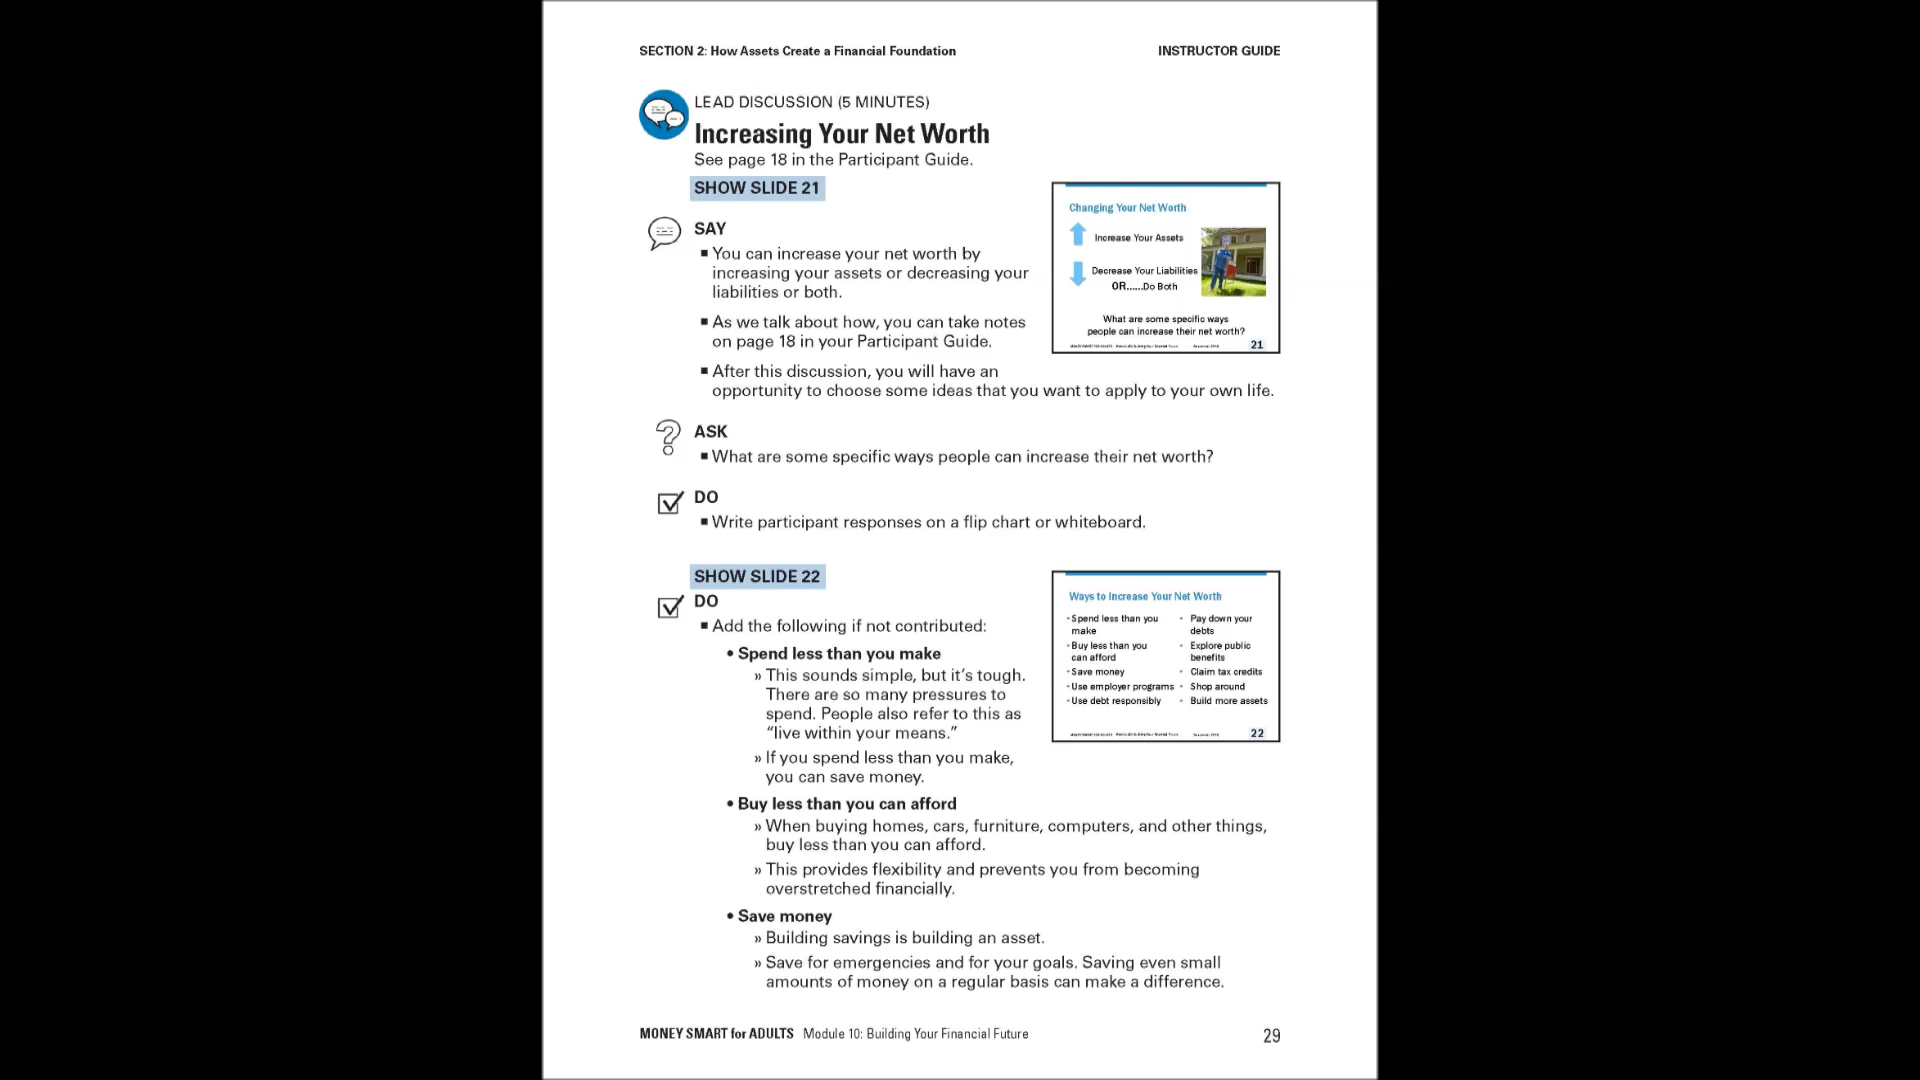 SECTION 2: How Assets Create a Financial Foundation
INSTRUCTOR GUIDE
LEAD DISCUSSION (5 MINUTES)
Increasing Your Net Worth
See page 18 in the Participant Guide.
SHOW SLIDE 21
SAY
▪ You can increase your net worth by
increasing your assets or decreasing your
liabilities or both.
▪ As we talk about how, you can take notes
on page 18 in your Participant Guide.
▪ After this discussion, you will have an
opportunity to choose some ideas that you want to apply to your own life.
Changing Your Net Worth
Increase Your Assets
Decrease Your Liabilities
OR......Do Both
What are some specific ways
people can increase their net worth?
21
ASK
▪ What are some specific ways people can increase their net worth?
DO
▪ Write participant responses on a flip chart or whiteboard.
SHOW SLIDE 22
DO
▪ Add the following if not contributed:
• Spend less than you make
» This sounds simple, but it’s tough.
There are so many pressures to
spend. People also refer to this as
“live within your means.”
» If you spend less than you make,
you can save money.
Ways to Increase Your Net Worth
• Spend less than you
make
• Buy less than you
can afford
• Save money
• Use employer programs
• Use debt responsibly
• Pay down your
debts
• Explore public
benefits
• Claim tax credits
• Shop around
• Build more assets
22
• Buy less than you can afford
» When buying homes, cars, furniture, computers, and other things,
buy less than you can afford.
» This provides flexibility and prevents you from becoming
overstretched financially.
• Save money
» Building savings is building an asset.
» Save for emergencies and for your goals. Saving even small
amounts of money on a regular basis can make a difference.
MONEY SMART for ADULTS Module 10: Building Your Financial Future
29